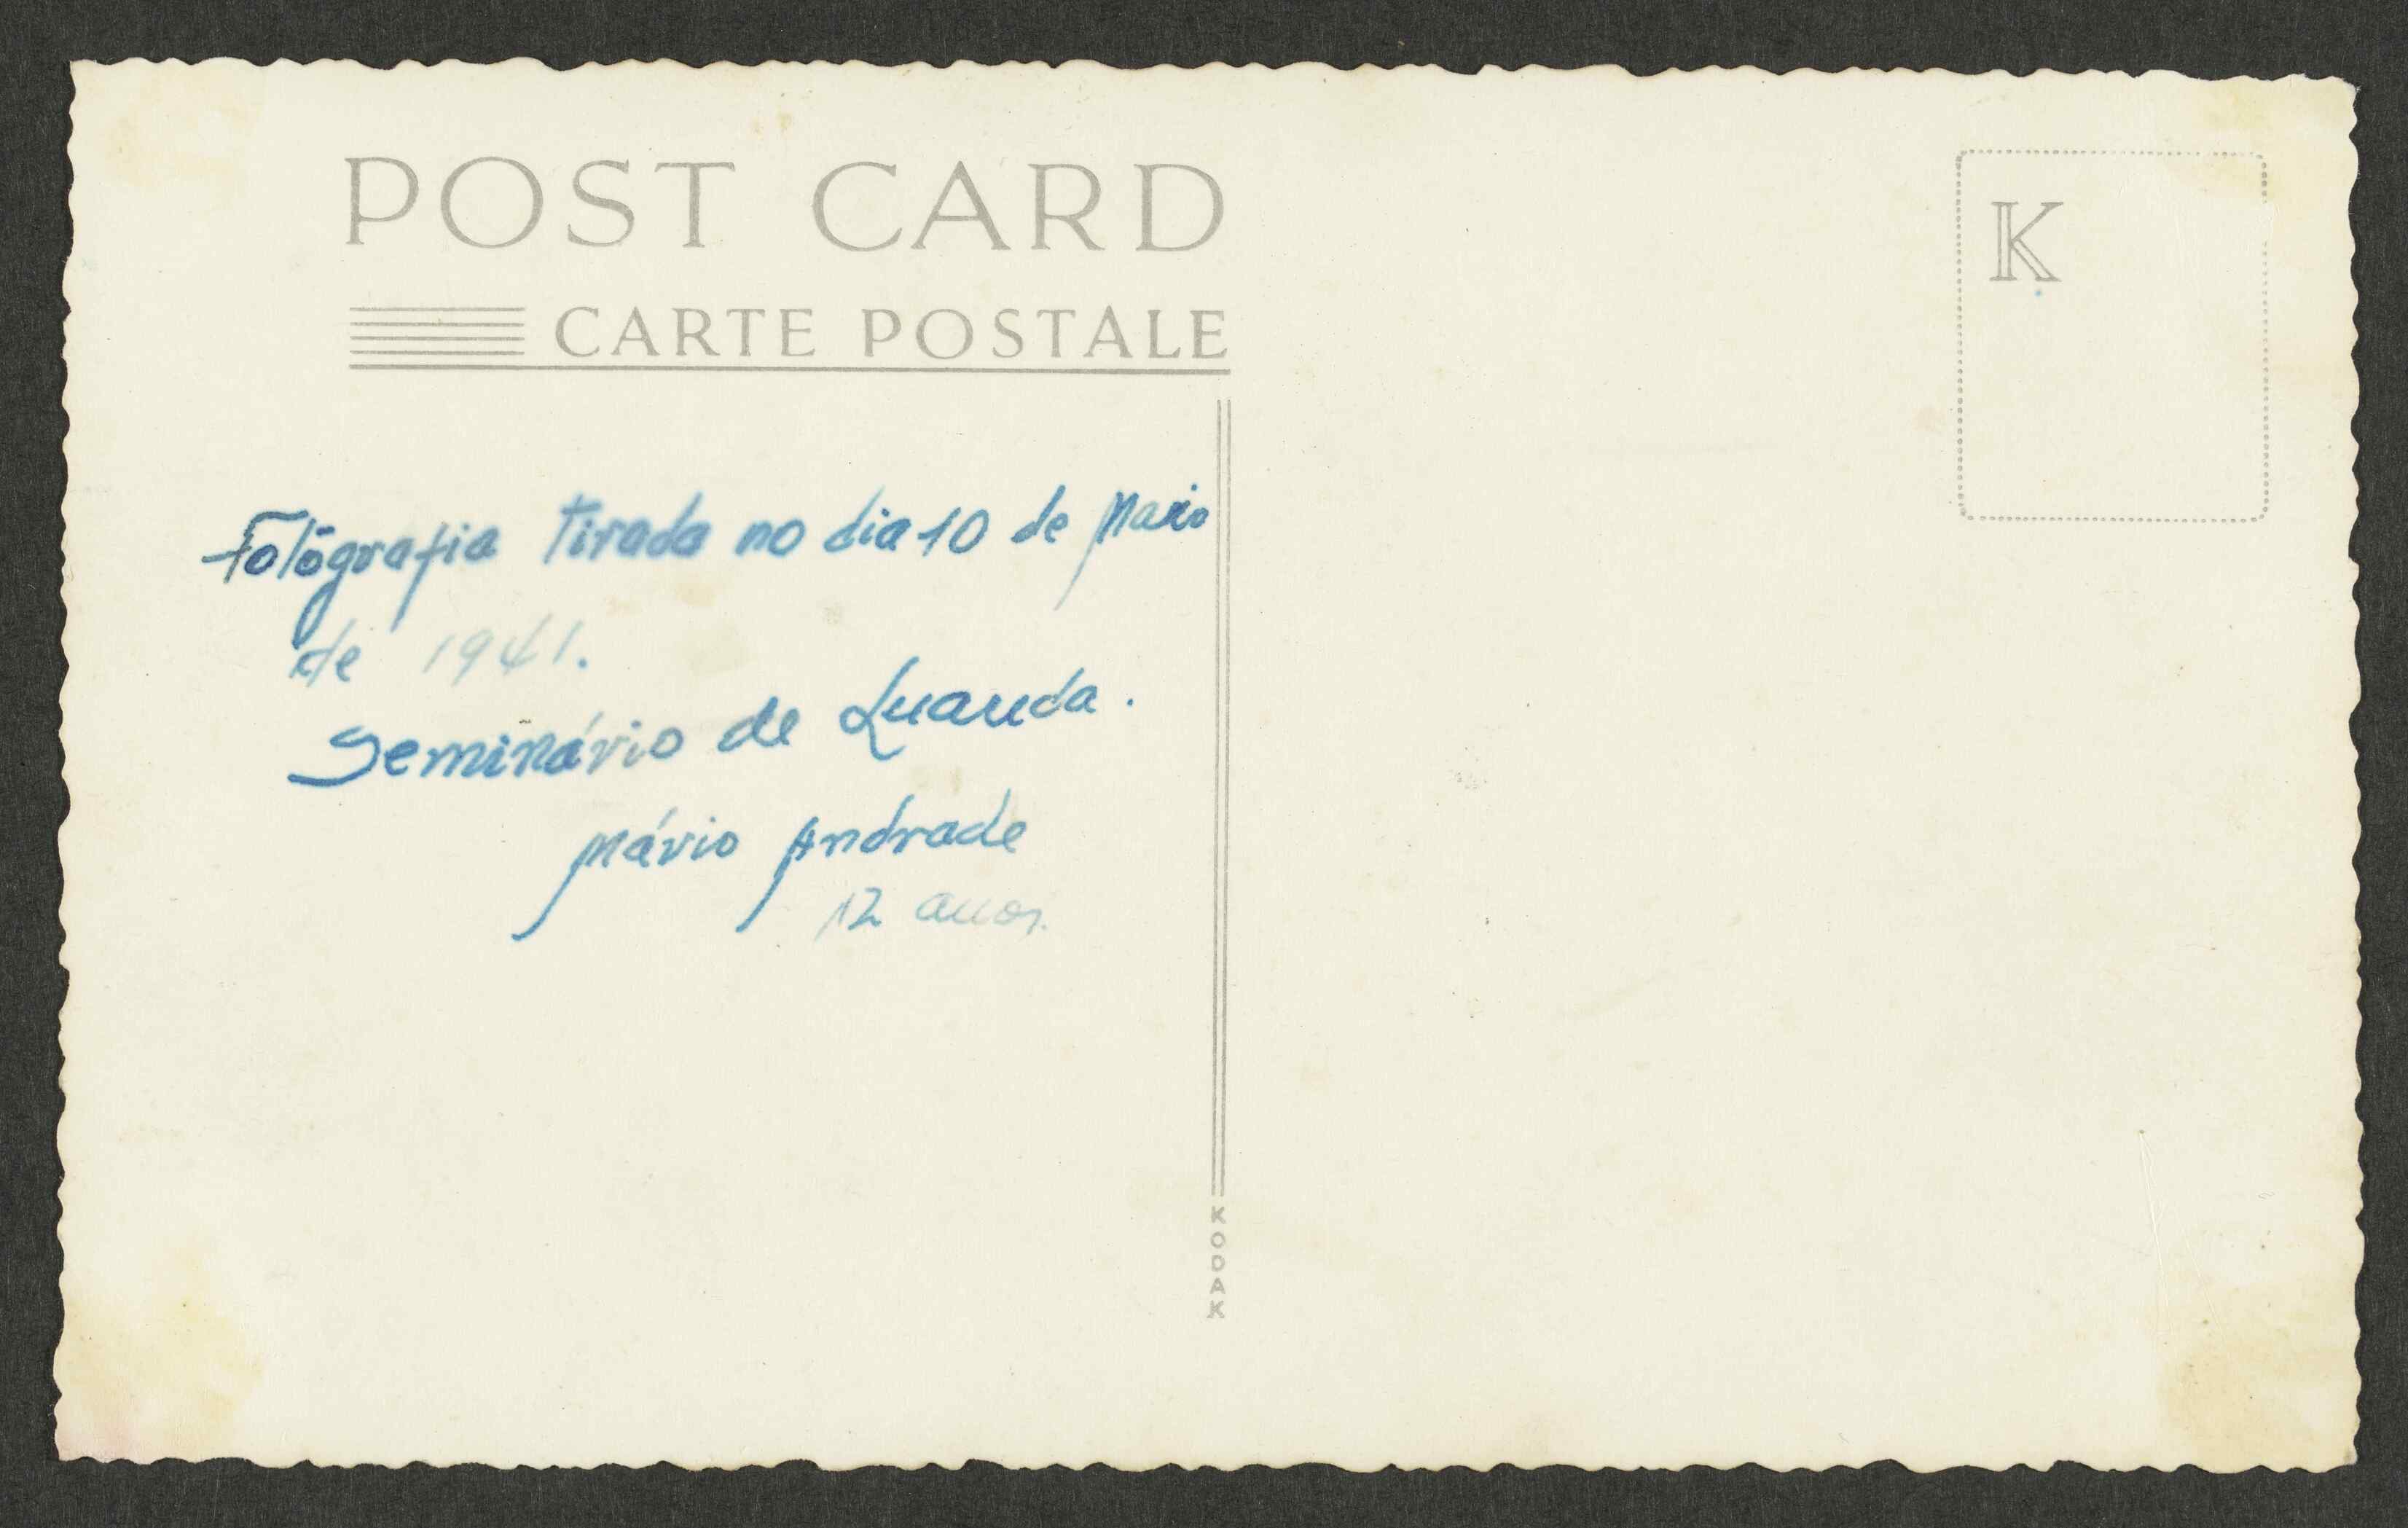 POST CARD
CARTE POSTALE
K
Fotógrafia tirada no dia 10 de Maio
de 1941.
Seminário de Luanda.
Mário Andrade
12 anos.
KODAK